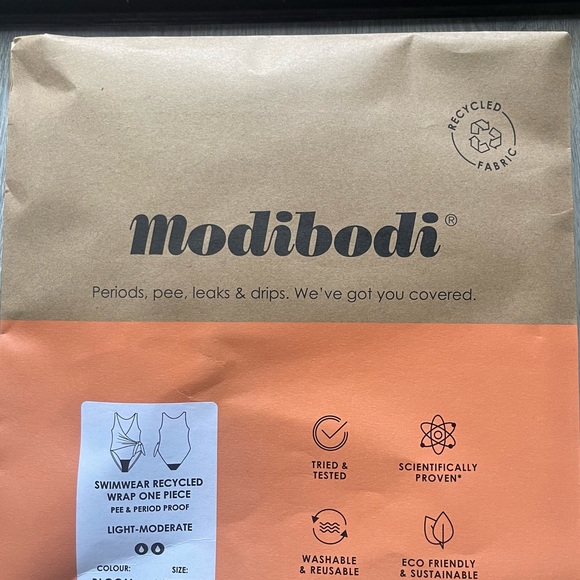 RECYCLED
FABRIC
Modibodi®
Periods, pee, leaks & drips. We've got you covered.
SWIMWEAR RECYCLED
WRAP ONE PIECE
PEE & PERIOD PROOF
LIGHT-MODERATE
COLOUR: SIZE:
TRIED &
TESTED
SCIENTIFICALLY
PROVEN*
WASHABLE
& REUSABLE
ECO FRIENDLY
& SUSTAINABLE